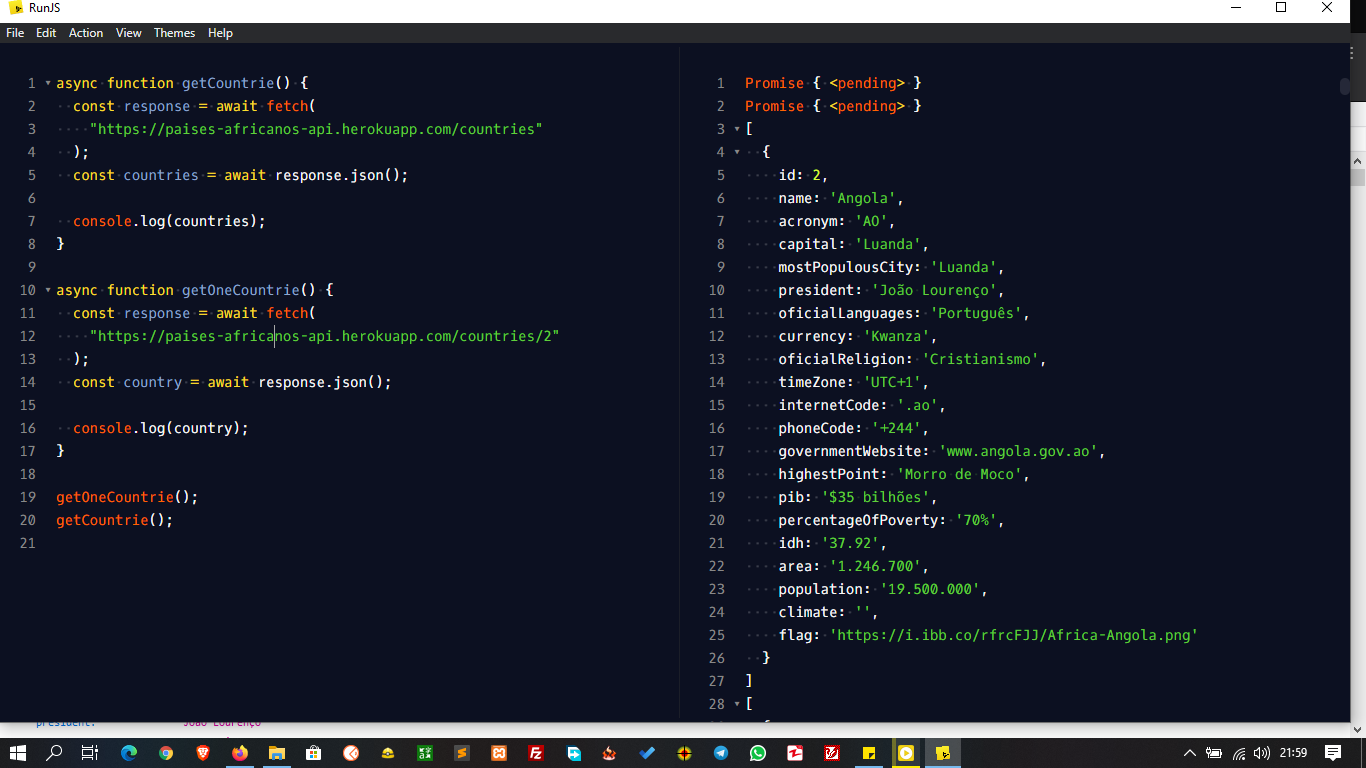 RunJS
File Edit Action View Themes Help
1 async function getCountrie() {
2 const response = await fetch(
3 "https://paises-africanos-api.herokuapp.com/countries"
4 );
5 const countries = await response.json();
6
7 console.log(countries);
8 }
9
10 async function getOneCountrie() {
11 const response = await fetch(
12 "https://paises-africanos-api.herokuapp.com/countries/2"
13 );
14 const country = await response.json();
15
16 console.log(country);
17 }
18
19 getOneCountrie();
20 getCountrie();
21
1 Promise { <pending> }
2 Promise { <pending> }
3 [
4 {
5 id: 2,
6 name: 'Angola',
7 acronym: 'AO',
8 capital: 'Luanda',
9 mostPopulousCity: 'Luanda',
10 president: 'João Lourenço',
11 oficialLanguages: 'Português',
12 currency: 'Kwanza',
13 oficialReligion: 'Cristianismo',
14 timeZone: 'UTC+1',
15 internetCode: '.ao',
16 phoneCode: '+244',
17 governmentWebsite: 'www.angola.gov.ao',
18 highestPoint: 'Morro de Moco',
19 pib: '$35 bilhões',
20 percentageOfPoverty: '70%',
21 idh: '37.92',
22 area: '1.246.700',
23 population: '19.500.000',
24 climate: '',
25 flag: 'https://i.ibb.co/rfrcFJJ/Africa-Angola.png'
26 }
27 ]
28 [
president: João Lourenço
21:59